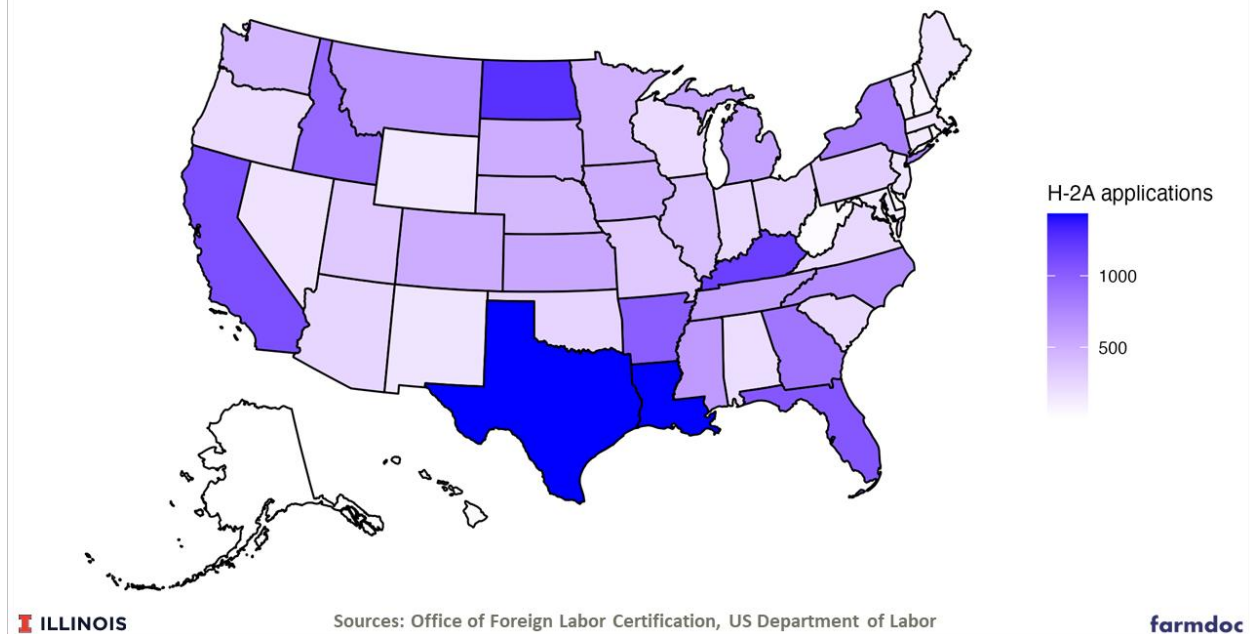 H-2A applications
1000
500
ILLINOIS
Sources: Office of Foreign Labor Certification, US Department of Labor
farmdoc